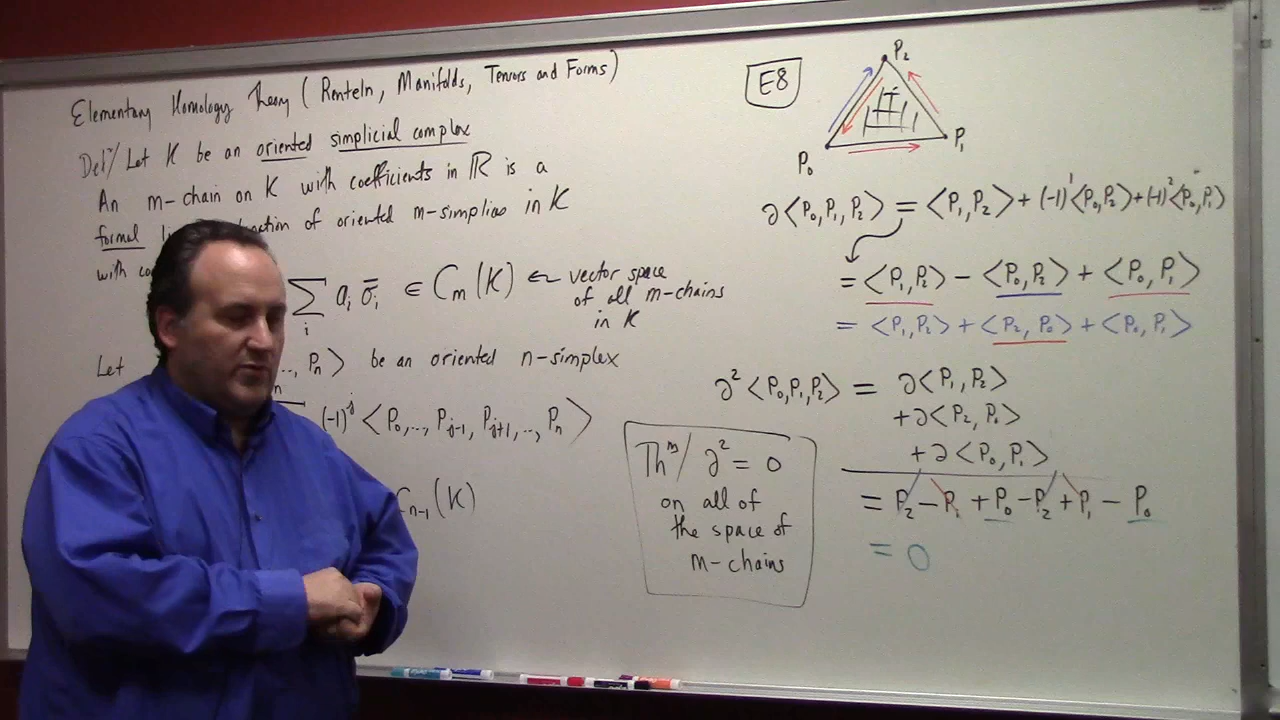 Elementary Homology Theory (Renteln, Manifolds, Tensors and Forms)
Defⁿ/ Let K be an oriented simplicial complex
An m-chain on K with coefficients in ℝ is a
formal of oriented m-simplias in K
with
∑ᵢ aᵢ σ̄ᵢ ∈ Cₘ(K) ← vector space
of all m-chains
in K
Let .., Pₙ⟩ be an oriented n-simplex
(-1)ʲ ⟨P₀,..., Pⱼ₋₁, Pⱼ₊₁,..., Pₙ⟩
Cₙ₋₁(K)
Thᵐ/ ∂² = 0
on all of
the space of
m-chains
E8
P₂
P₀
P₁
∂⟨P₀,P₁,P₂⟩ = ⟨P₁,P₂⟩ + (-1)¹⟨P₀,P₂⟩ + (-1)²⟨P₀,P₁⟩
= ⟨P₁,P₂⟩ - ⟨P₀,P₂⟩ + ⟨P₀,P₁⟩
= ⟨P₁,P₂⟩ + ⟨P₂,P₀⟩ + ⟨P₀,P₁⟩
∂²⟨P₀,P₁,P₂⟩ = ∂⟨P₁,P₂⟩
+∂⟨P₂,P₀⟩
+∂⟨P₀,P₁⟩
= P₂ - P₁ + P₀ - P₂ + P₁ - P₀
= 0